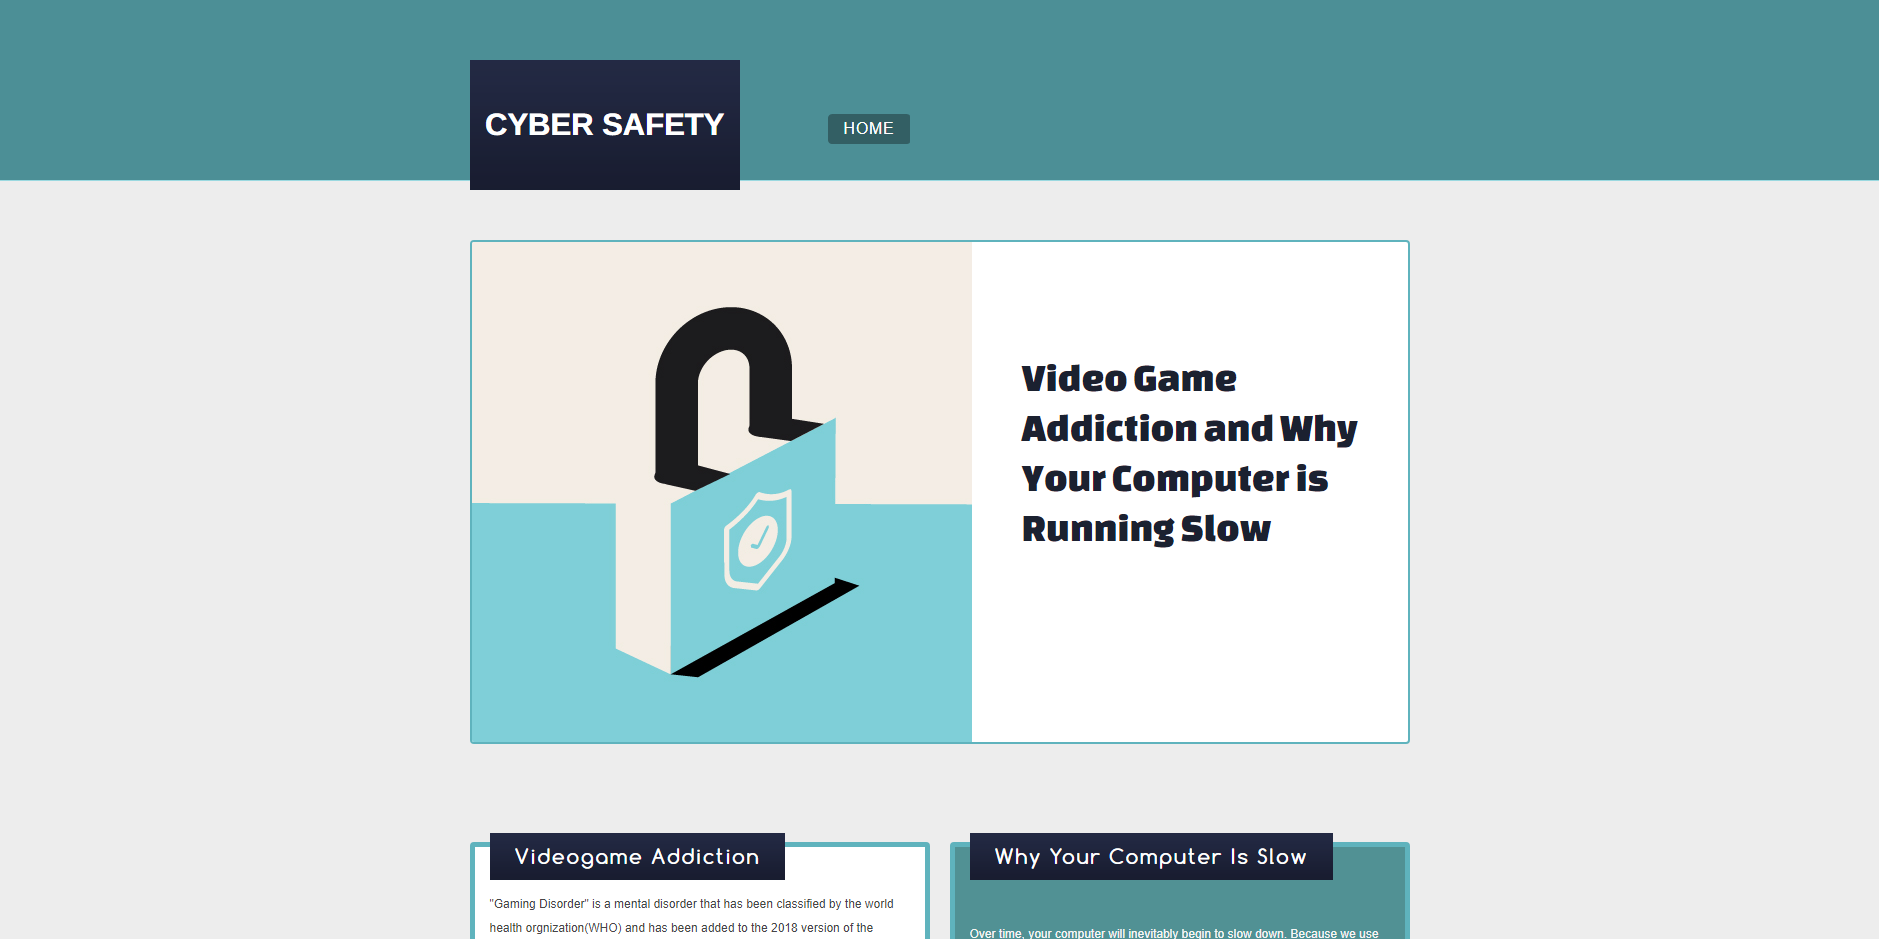 CYBER SAFETY
HOME
Video Game
Addiction and Why
Your Computer is
Running Slow
Videogame Addiction
"Gaming Disorder" is a mental disorder that has been classified by the world
health orgnization(WHO) and has been added to the 2018 version of the
Why Your Computer Is Slow
Over time, your computer will inevitably begin to slow down. Because we use